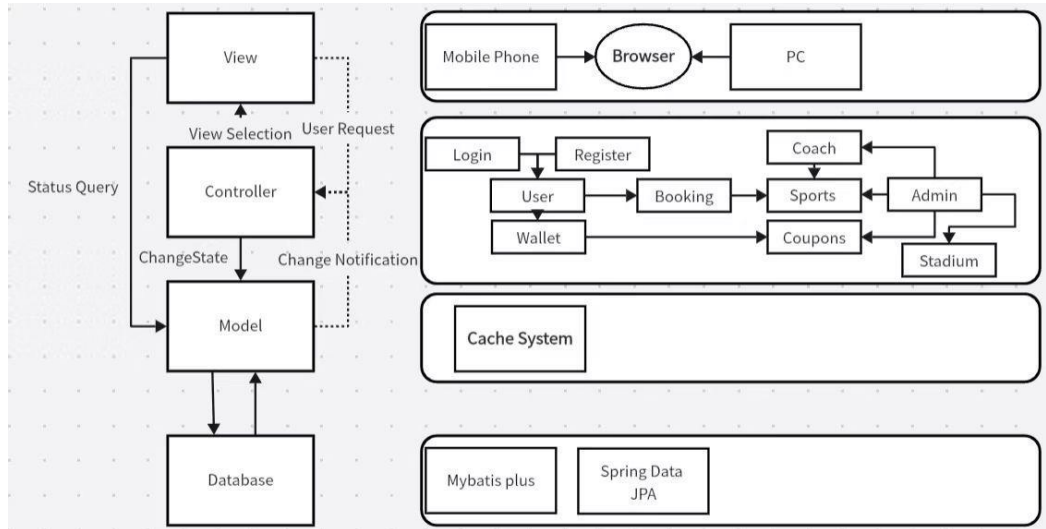 View
View Selection
User Request
Status Query
Controller
ChangeState
Change Notification
Model
Database
Mobile Phone
Browser
PC
Login
Register
Coach
User
Booking
Sports
Admin
Wallet
Coupons
Stadium
Cache System
Mybatis plus
Spring Data
JPA